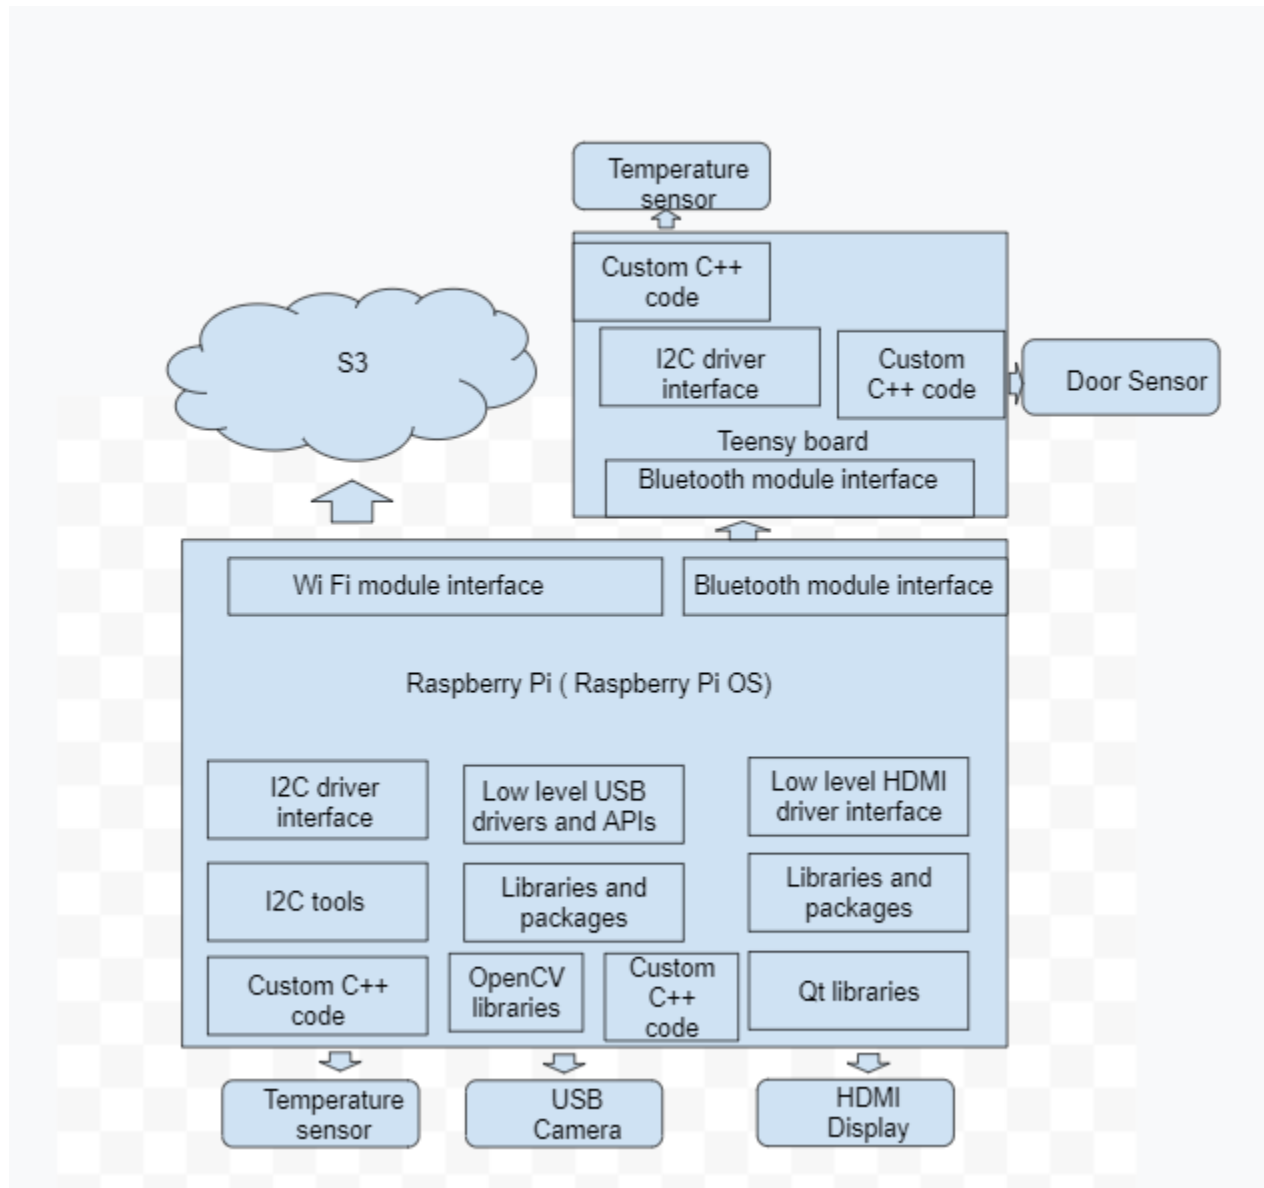 Temperature
sensor
Custom C++
code
I2C driver
interface
Custom
C++ code
Door Sensor
S3
Teensy board
Bluetooth module interface
Wi Fi module interface
Bluetooth module interface
Raspberry Pi ( Raspberry Pi OS)
I2C driver
interface
Low level USB
drivers and APIs
Low level HDMI
driver interface
I2C tools
Libraries and
packages
Libraries and
packages
Custom C++
code
OpenCV
libraries
Custom
C++
code
Qt libraries
Temperature
sensor
USB
Camera
HDMI
Display